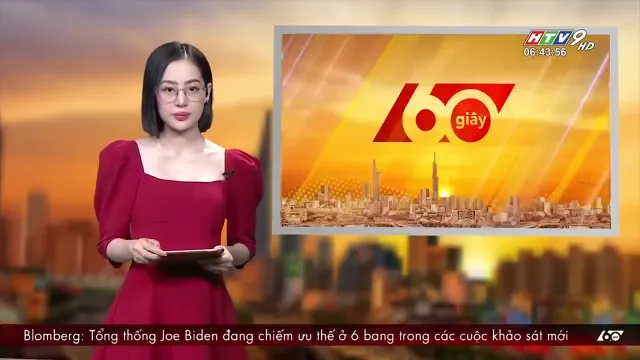 HTV9 HD
06:43:56
60 giây
Blomberg: Tổng thống Joe Biden đang chiếm ưu thế ở 6 bang trong các cuộc khảo sát mới
60